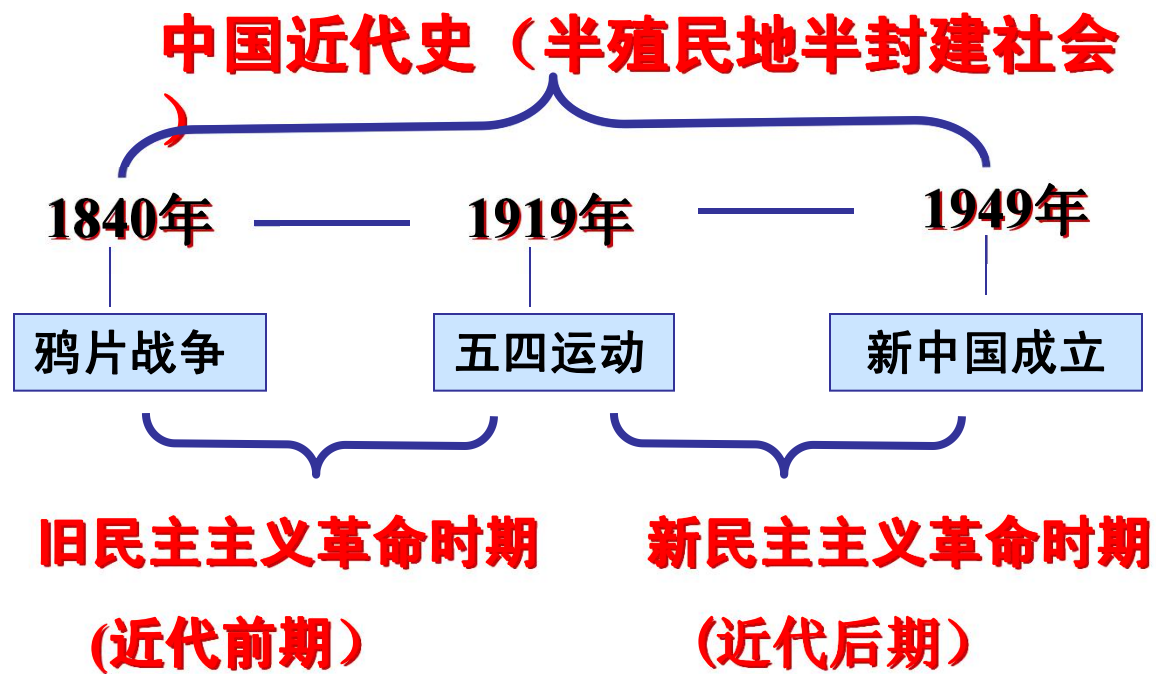 中国近代史（半殖民地半封建社会
）
1840年 1919年 1949年
鸦片战争 五四运动 新中国成立
旧民主主义革命时期 新民主主义革命时期
(近代前期） (近代后期）